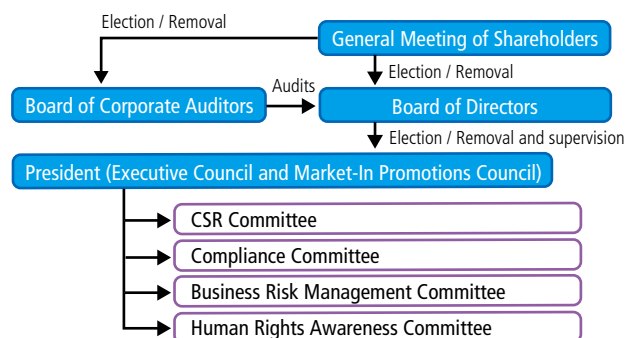 Election / Removal
General Meeting of Shareholders
Election / Removal
Audits
Board of Corporate Auditors
Board of Directors
Election / Removal and supervision
President (Executive Council and Market-In Promotions Council)
CSR Committee
Compliance Committee
Business Risk Management Committee
Human Rights Awareness Committee